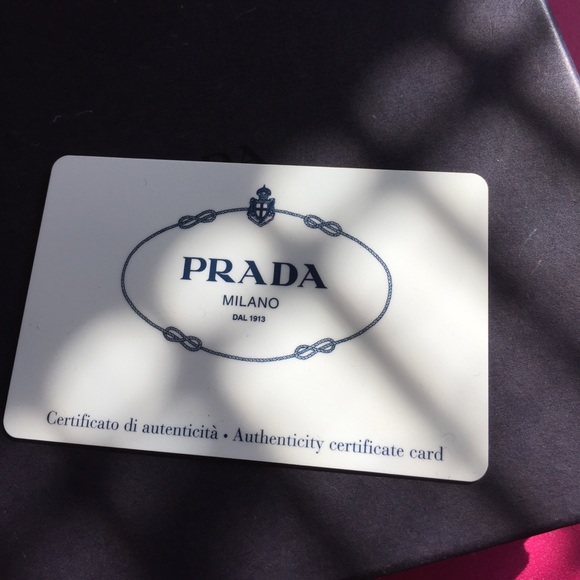 PRADA
MILANO
DAL 1913
Certificato di autenticità • Authenticity certificate card